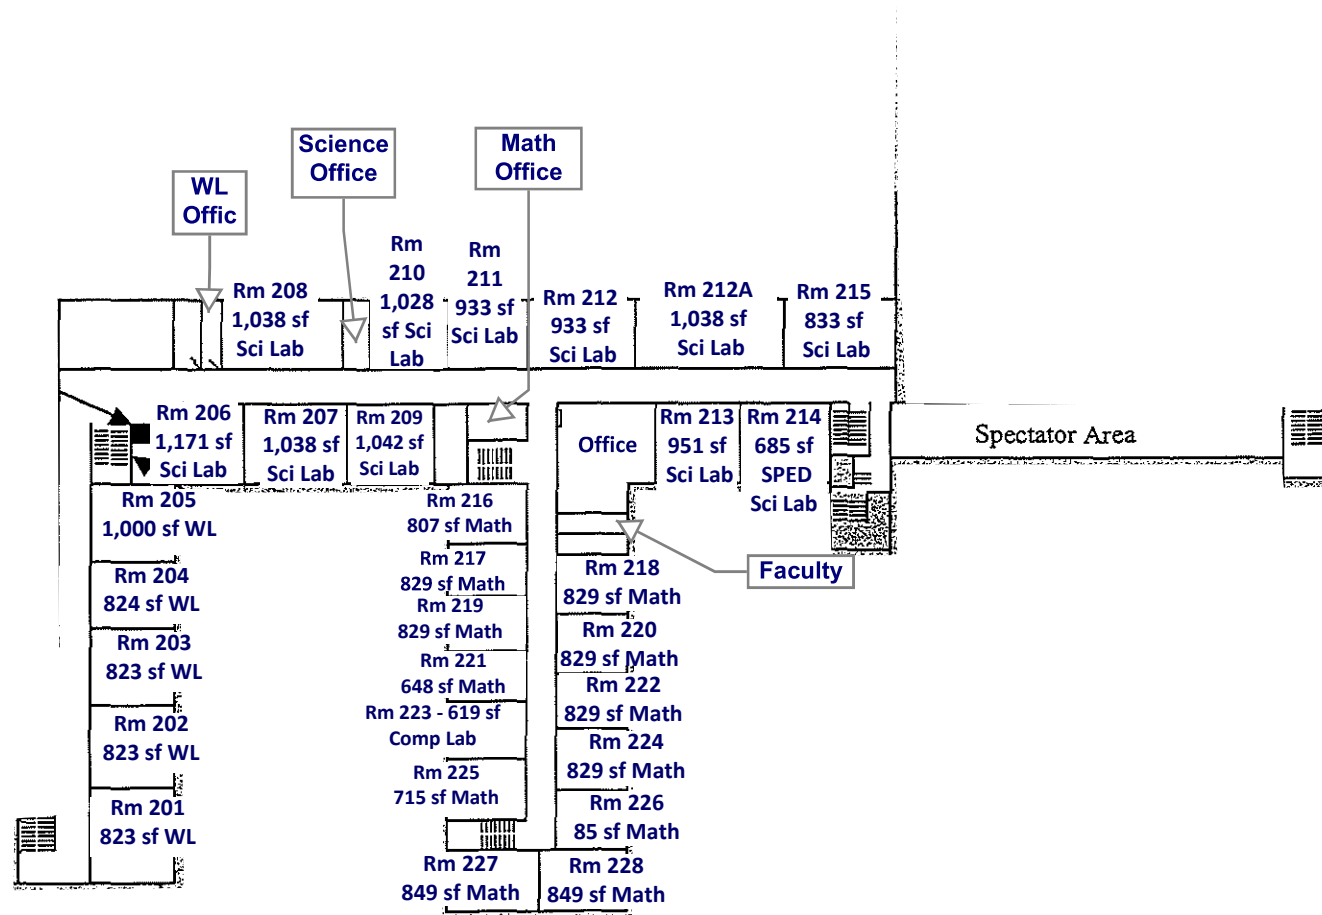 Science
Office
Math
Office
WL
Offic
Rm
210
1,028
sf Sci
Lab
Rm
211
933 sf
Sci Lab
Rm 208
1,038 sf
Sci Lab
Rm 212
933 sf
Sci Lab
Rm 212A
1,038 sf
Sci Lab
Rm 215
833 sf
Sci Lab
Rm 206
1,171 sf
Sci Lab
Rm 207
1,038 sf
Sci Lab
Rm 209
1,042 sf
Sci Lab
Office
Rm 213
951 sf
Sci Lab
Rm 214
685 sf
SPED
Sci Lab
Spectator Area
Rm 205
1,000 sf WL
Rm 204
824 sf WL
Rm 203
823 sf WL
Rm 202
823 sf WL
Rm 201
823 sf WL
Rm 216
807 sf Math
Rm 217
829 sf Math
Rm 219
829 sf Math
Rm 221
648 sf Math
Rm 223 - 619 sf
Comp Lab
Rm 225
715 sf Math
Faculty
Rm 218
829 sf Math
Rm 220
829 sf Math
Rm 222
829 sf Math
Rm 224
829 sf Math
Rm 226
85 sf Math
Rm 227
849 sf Math
Rm 228
849 sf Math